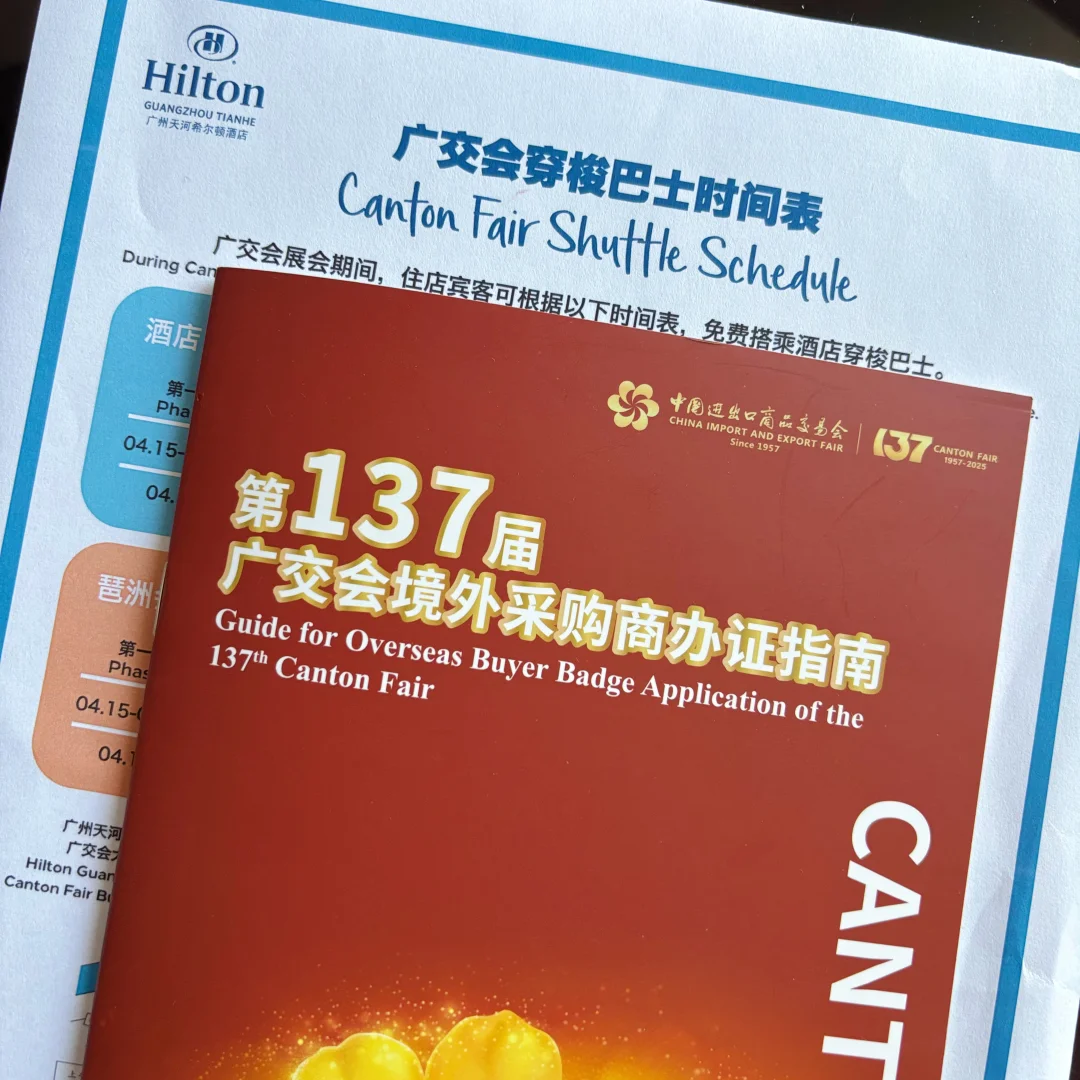 Hilton
GUANGZHOU TIANHE
广州天河希尔顿酒店
广交会穿梭巴士时间表
Canton Fair Shuttle Schedule
广交会展会期间，住店宾客可根据以下时间表，免费搭乘酒店穿梭巴士。
During Can
酒店
第一
Pha
04.15-
04.
琵洲
第一
Phas
04.15-0
04.1
广州天河
广交会
Hilton Guan
Canton Fair Bu
中国进出口商品交易会
CHINA IMPORT AND EXPORT FAIR
Since 1957
137 CANTON FAIR
1957-2025
第137届
广交会境外采购商办证指南
Guide for Overseas Buyer Badge Application of the
137th Canton Fair
CANT